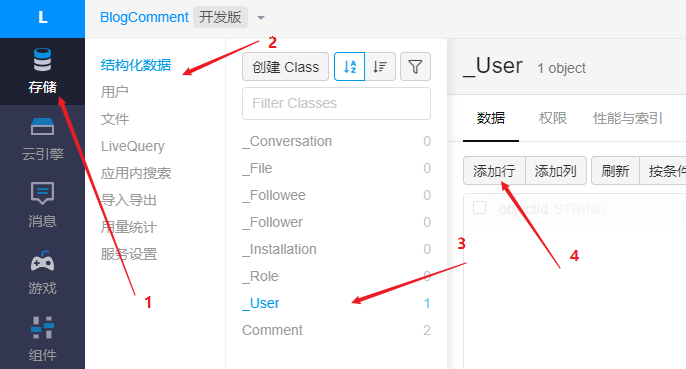 L
BlogComment 开发版
存储
云引擎
消息
游戏
组件
结构化数据
用户
文件
LiveQuery
应用内搜索
导入导出
用量统计
服务设置
创建 Class
Filter Classes
_Conversation 0
_File 0
_Followee 0
_Follower 0
_Installation 0
_Role 0
_User 1
Comment 2
_User 1 object
数据 权限 性能与索引
添加行 添加列 刷新 按条件
objectId STRING
1
2
3
4